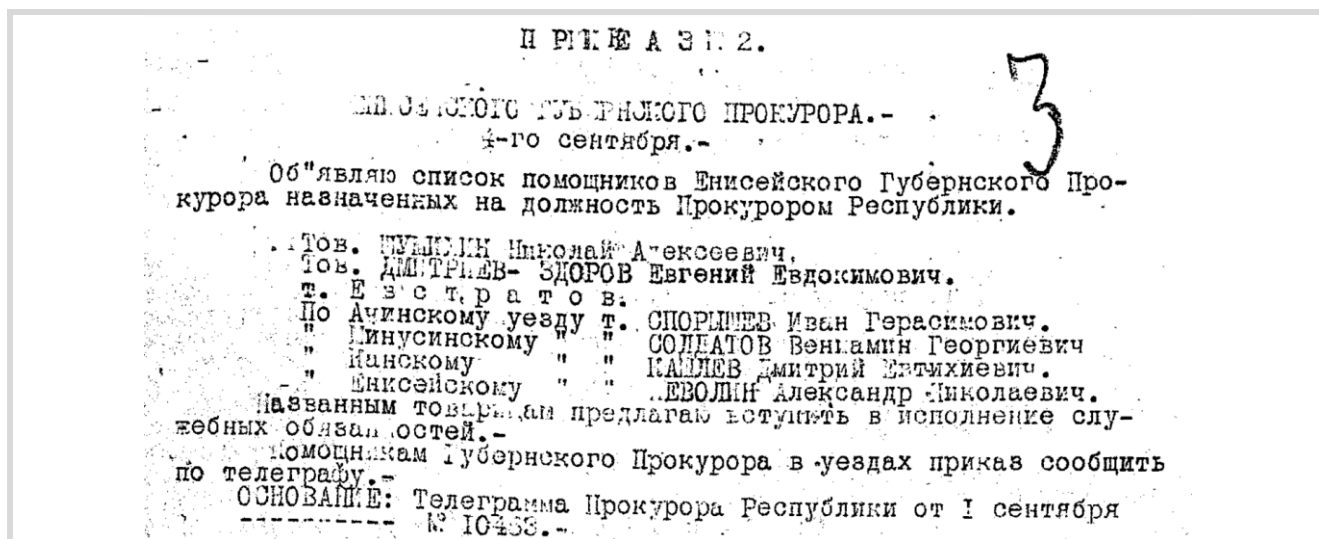 П Р И К А З № 2.
3
ЕНИСЕЙСКОГО ГУБЕРНСКОГО ПРОКУРОРА.-
4-го сентября.-
Об"являю список помощников Енисейского Губернского Про-
курора назначенных на должность Прокурором Республики.
Тов. Николай Алексеевич.
Тов. ДМИТРИЕВ- ЗДОРОВ Евгений Евдокимович.
т. Е в с т р а т о в.
По Ачинскому уезду т. СПОРЫШЕВ Иван Герасимович.
" Минусинскому " " СОЛДАТОВ Вениамин Георгиевич
" Канскому " " Дмитрий Евтихиевич.
" Енисейскому " " Александр Николаевич.
Названным товарищам предлагаю вступить в исполнение слу-
жебных обязанностей.-
Помощникам Губернского Прокурора в уездах приказ сообщить
по телеграфу.-
ОСНОВАНИЕ: Телеграмма Прокурора Республики от I сентября
---------- №